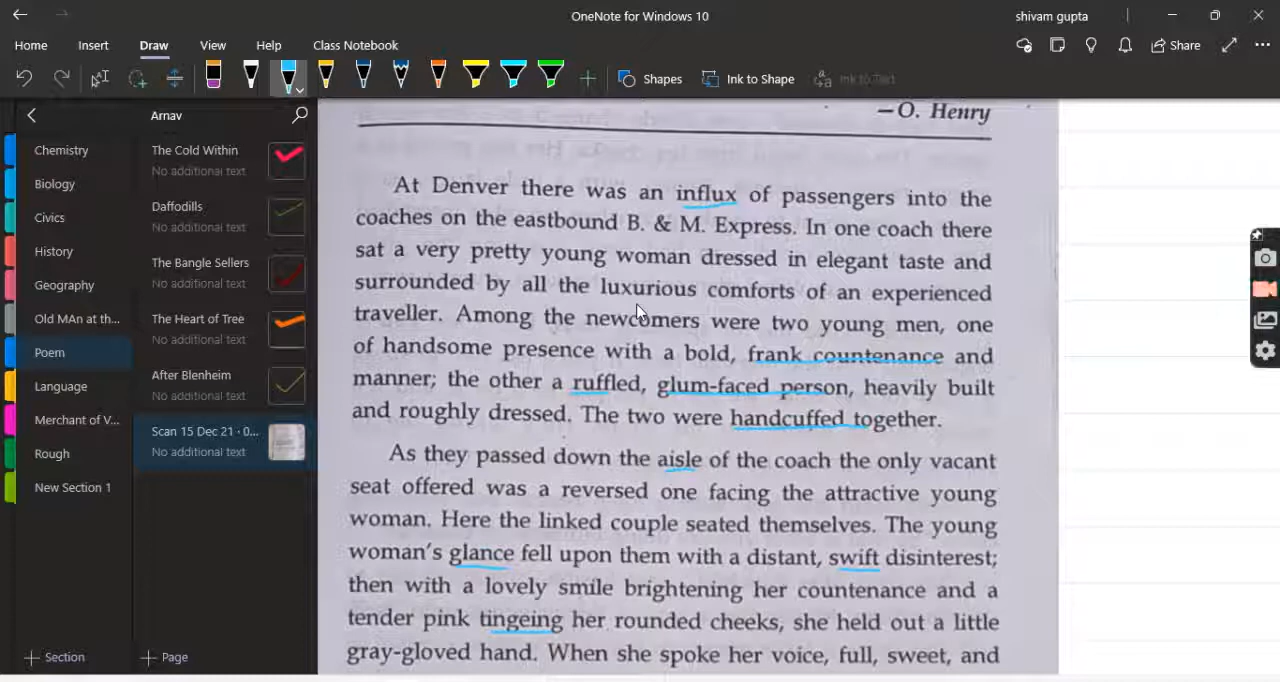 OneNote for Windows 10
shivam gupta
Home Insert Draw View Help Class Notebook
Share
Shapes Ink to Shape Ink to Text
Arnav
Chemistry
Biology
Civics
History
Geography
Old MAn at th...
Poem
Language
Merchant of V...
Rough
New Section 1
The Cold Within
No additional text
Daffodills
No additional text
The Bangle Sellers
No additional text
The Heart of Tree
No additional text
After Blenheim
No additional text
Scan 15 Dec 21 · 0...
No additional text
Section
Page
—O. Henry
At Denver there was an influx of passengers into the
coaches on the eastbound B. & M. Express. In one coach there
sat a very pretty young woman dressed in elegant taste and
surrounded by all the luxurious comforts of an experienced
traveller. Among the newcomers were two young men, one
of handsome presence with a bold, frank countenance and
manner; the other a ruffled, glum-faced person, heavily built
and roughly dressed. The two were handcuffed together.
As they passed down the aisle of the coach the only vacant
seat offered was a reversed one facing the attractive young
woman. Here the linked couple seated themselves. The young
woman's glance fell upon them with a distant, swift disinterest;
then with a lovely smile brightening her countenance and a
tender pink tingeing her rounded cheeks, she held out a little
gray-gloved hand. When she spoke her voice, full, sweet, and